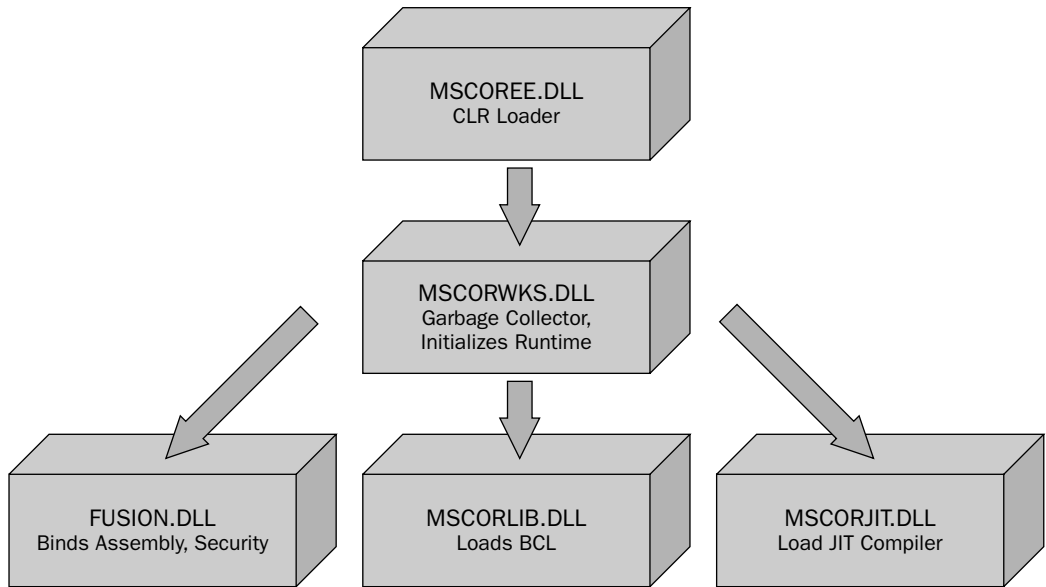 MSCOREE.DLL
CLR Loader
MSCORWKS.DLL
Garbage Collector,
Initializes Runtime
FUSION.DLL
Binds Assembly, Security
MSCORLIB.DLL
Loads BCL
MSCORJIT.DLL
Load JIT Compiler